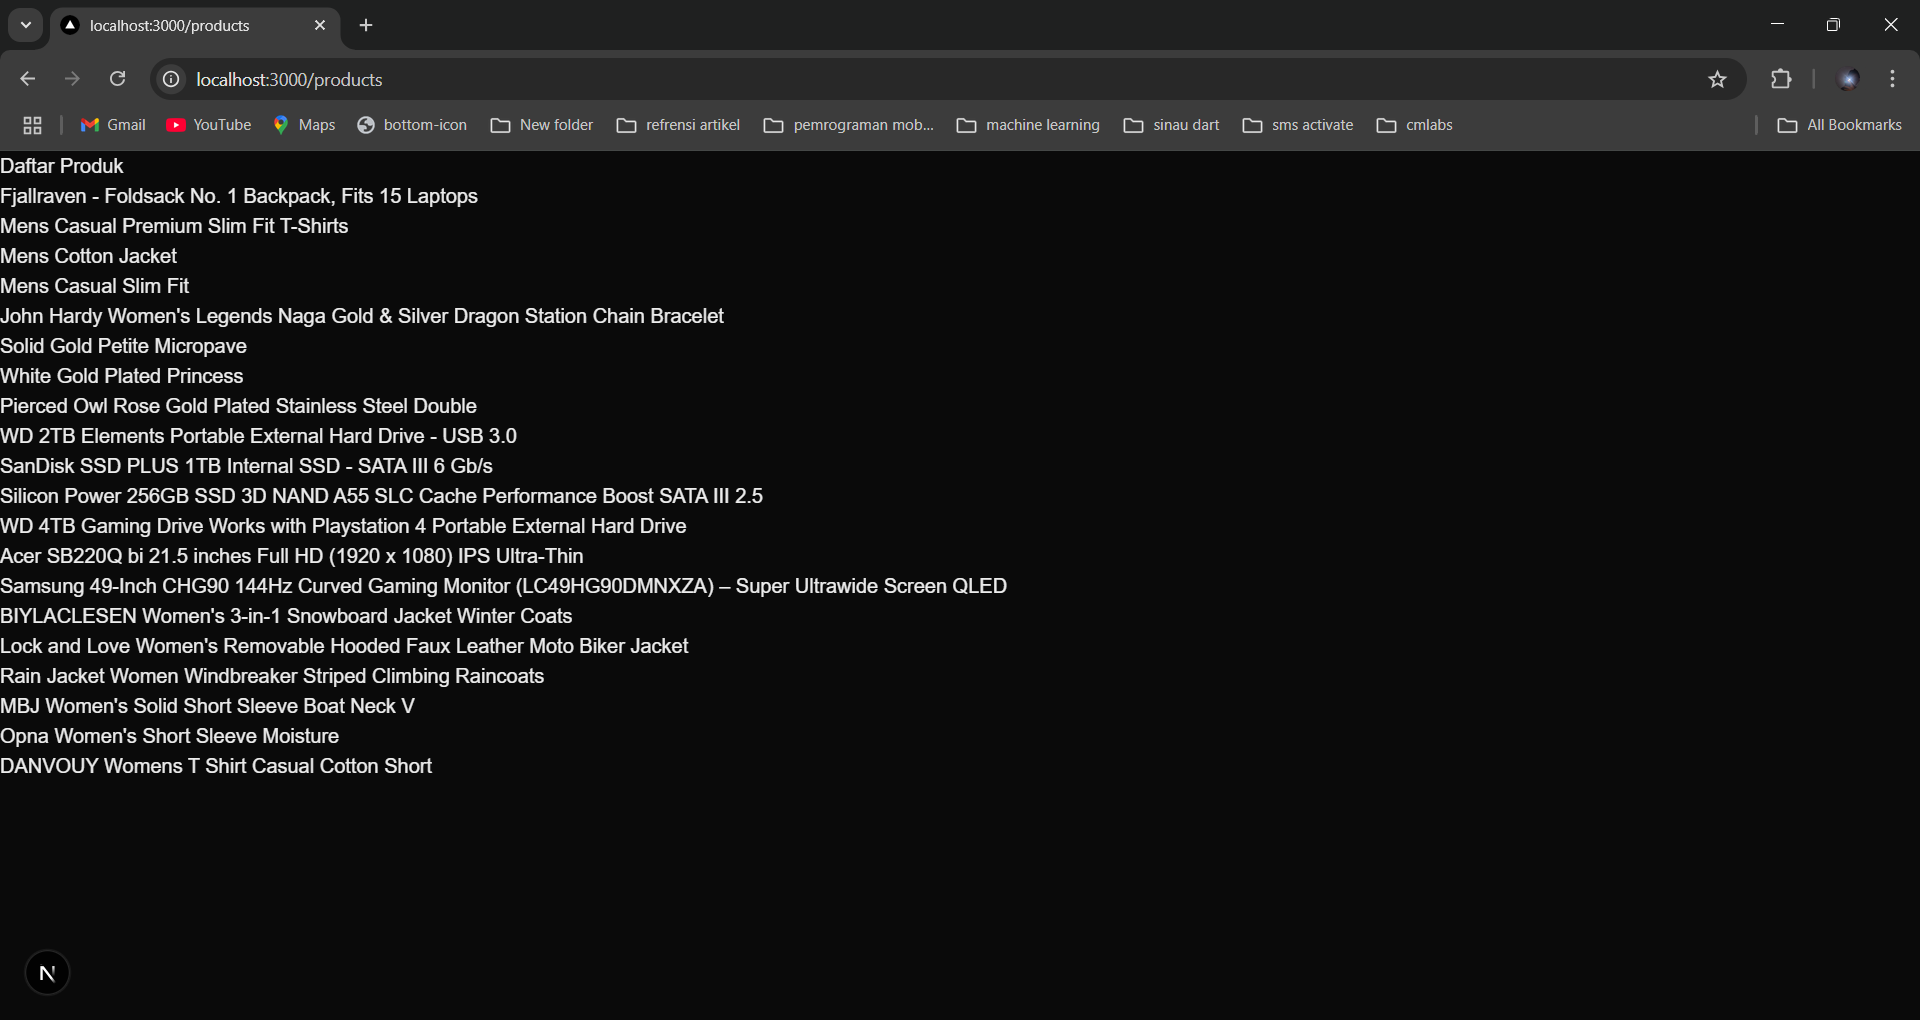 localhost:3000/products
localhost:3000/products
Gmail YouTube Maps bottom-icon New folder refrensi artikel pemrograman mob... machine learning sinau dart sms activate cmlabs All Bookmarks
Daftar Produk
Fjallraven - Foldsack No. 1 Backpack, Fits 15 Laptops
Mens Casual Premium Slim Fit T-Shirts
Mens Cotton Jacket
Mens Casual Slim Fit
John Hardy Women's Legends Naga Gold & Silver Dragon Station Chain Bracelet
Solid Gold Petite Micropave
White Gold Plated Princess
Pierced Owl Rose Gold Plated Stainless Steel Double
WD 2TB Elements Portable External Hard Drive - USB 3.0
SanDisk SSD PLUS 1TB Internal SSD - SATA III 6 Gb/s
Silicon Power 256GB SSD 3D NAND A55 SLC Cache Performance Boost SATA III 2.5
WD 4TB Gaming Drive Works with Playstation 4 Portable External Hard Drive
Acer SB220Q bi 21.5 inches Full HD (1920 x 1080) IPS Ultra-Thin
Samsung 49-Inch CHG90 144Hz Curved Gaming Monitor (LC49HG90DMNXZA) – Super Ultrawide Screen QLED
BIYLACLESEN Women's 3-in-1 Snowboard Jacket Winter Coats
Lock and Love Women's Removable Hooded Faux Leather Moto Biker Jacket
Rain Jacket Women Windbreaker Striped Climbing Raincoats
MBJ Women's Solid Short Sleeve Boat Neck V
Opna Women's Short Sleeve Moisture
DANVOUY Womens T Shirt Casual Cotton Short
N